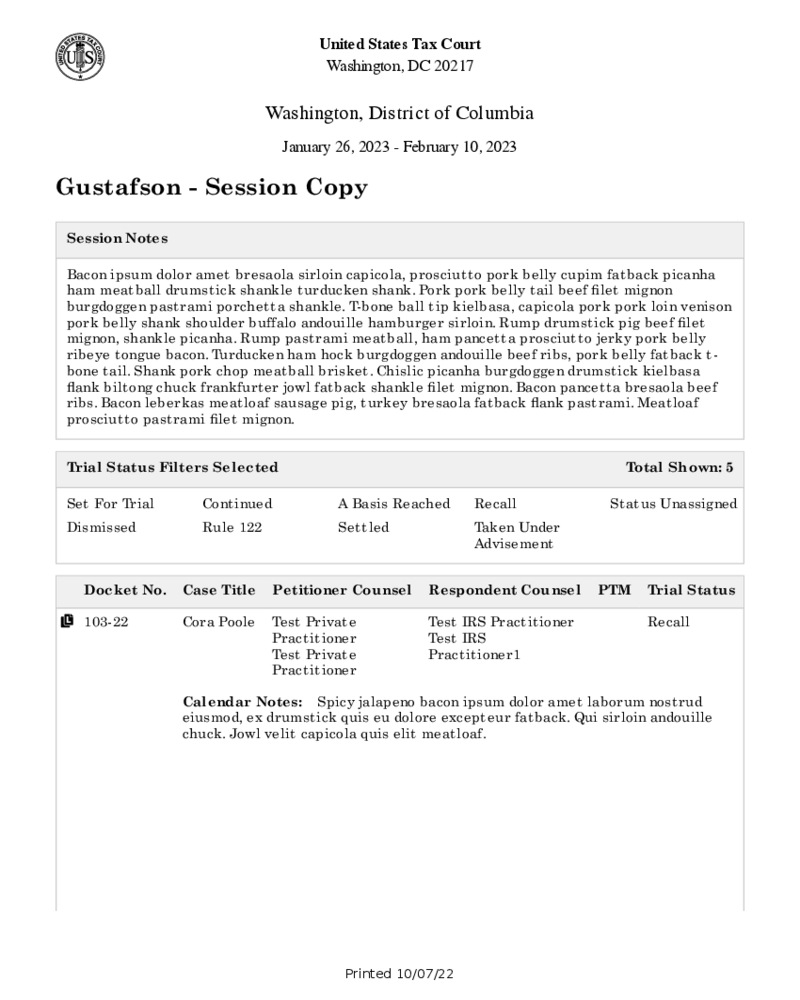 United States Tax Court
Washington, DC 20217
Washington, District of Columbia
January 26, 2023 - February 10, 2023
Gustafson - Session Copy
Session Notes
Bacon ipsum dolor amet bresaola sirloin capicola, prosciutto pork belly cupim fatback picanha
ham meatball drumstick shankle turducken shank. Pork pork belly tail beef filet mignon
burgdoggen pastrami porchetta shankle. T-bone ball tip kielbasa, capicola pork pork loin venison
pork belly shank shoulder buffalo andouille hamburger sirloin. Rump drumstick pig beef filet
mignon, shankle picanha. Rump pastrami meatball, ham pancetta prosciutto jerky pork belly
ribeye tongue bacon. Turducken ham hock burgdoggen andouille beef ribs, pork belly fatback t-
bone tail. Shank pork chop meatball brisket. Chislic picanha burgdoggen drumstick kielbasa
flank biltong chuck frankfurter jowl fatback shankle filet mignon. Bacon pancetta bresaola beef
ribs. Bacon leberkas meatloaf sausage pig, turkey bresaola fatback flank pastrami. Meatloaf
prosciutto pastrami filet mignon.
Trial Status Filters Selected Total Shown: 5
Set For Trial Continued A Basis Reached Recall Status Unassigned
Dismissed Rule 122 Settled Taken Under
Advisement
Docket No. Case Title Petitioner Counsel Respondent Counsel PTM Trial Status
103-22 Cora Poole Test Private Test IRS Practitioner Recall
Practitioner Test IRS
Test Private Practitioner1
Practitioner
Calendar Notes: Spicy jalapeno bacon ipsum dolor amet laborum nostrud
eiusmod, ex drumstick quis eu dolore excepteur fatback. Qui sirloin andouille
chuck. Jowl velit capicola quis elit meatloaf.
Printed 10/07/22